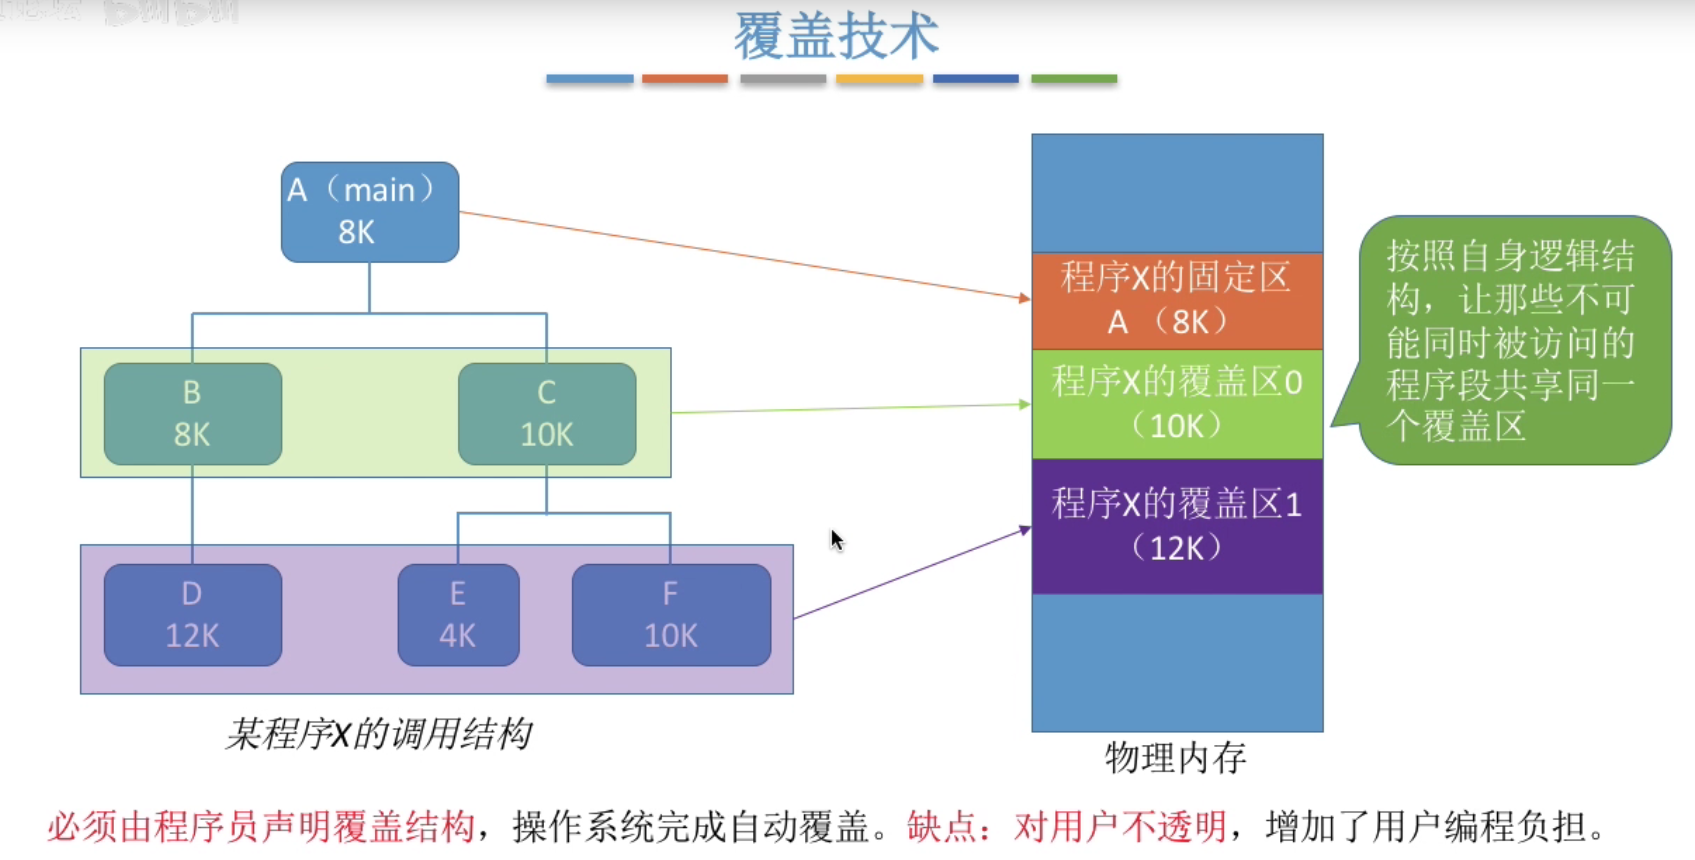 覆盖技术
A（main）
8K
B
8K
C
10K
D
12K
E
4K
F
10K
某程序X的调用结构
程序X的固定区
A （8K）
程序X的覆盖区0
（10K）
程序X的覆盖区1
（12K）
物理内存
按照自身逻辑结
构，让那些不可
能同时被访问的
程序段共享同一
个覆盖区
必须由程序员声明覆盖结构，操作系统完成自动覆盖。缺点：对用户不透明，增加了用户编程负担。